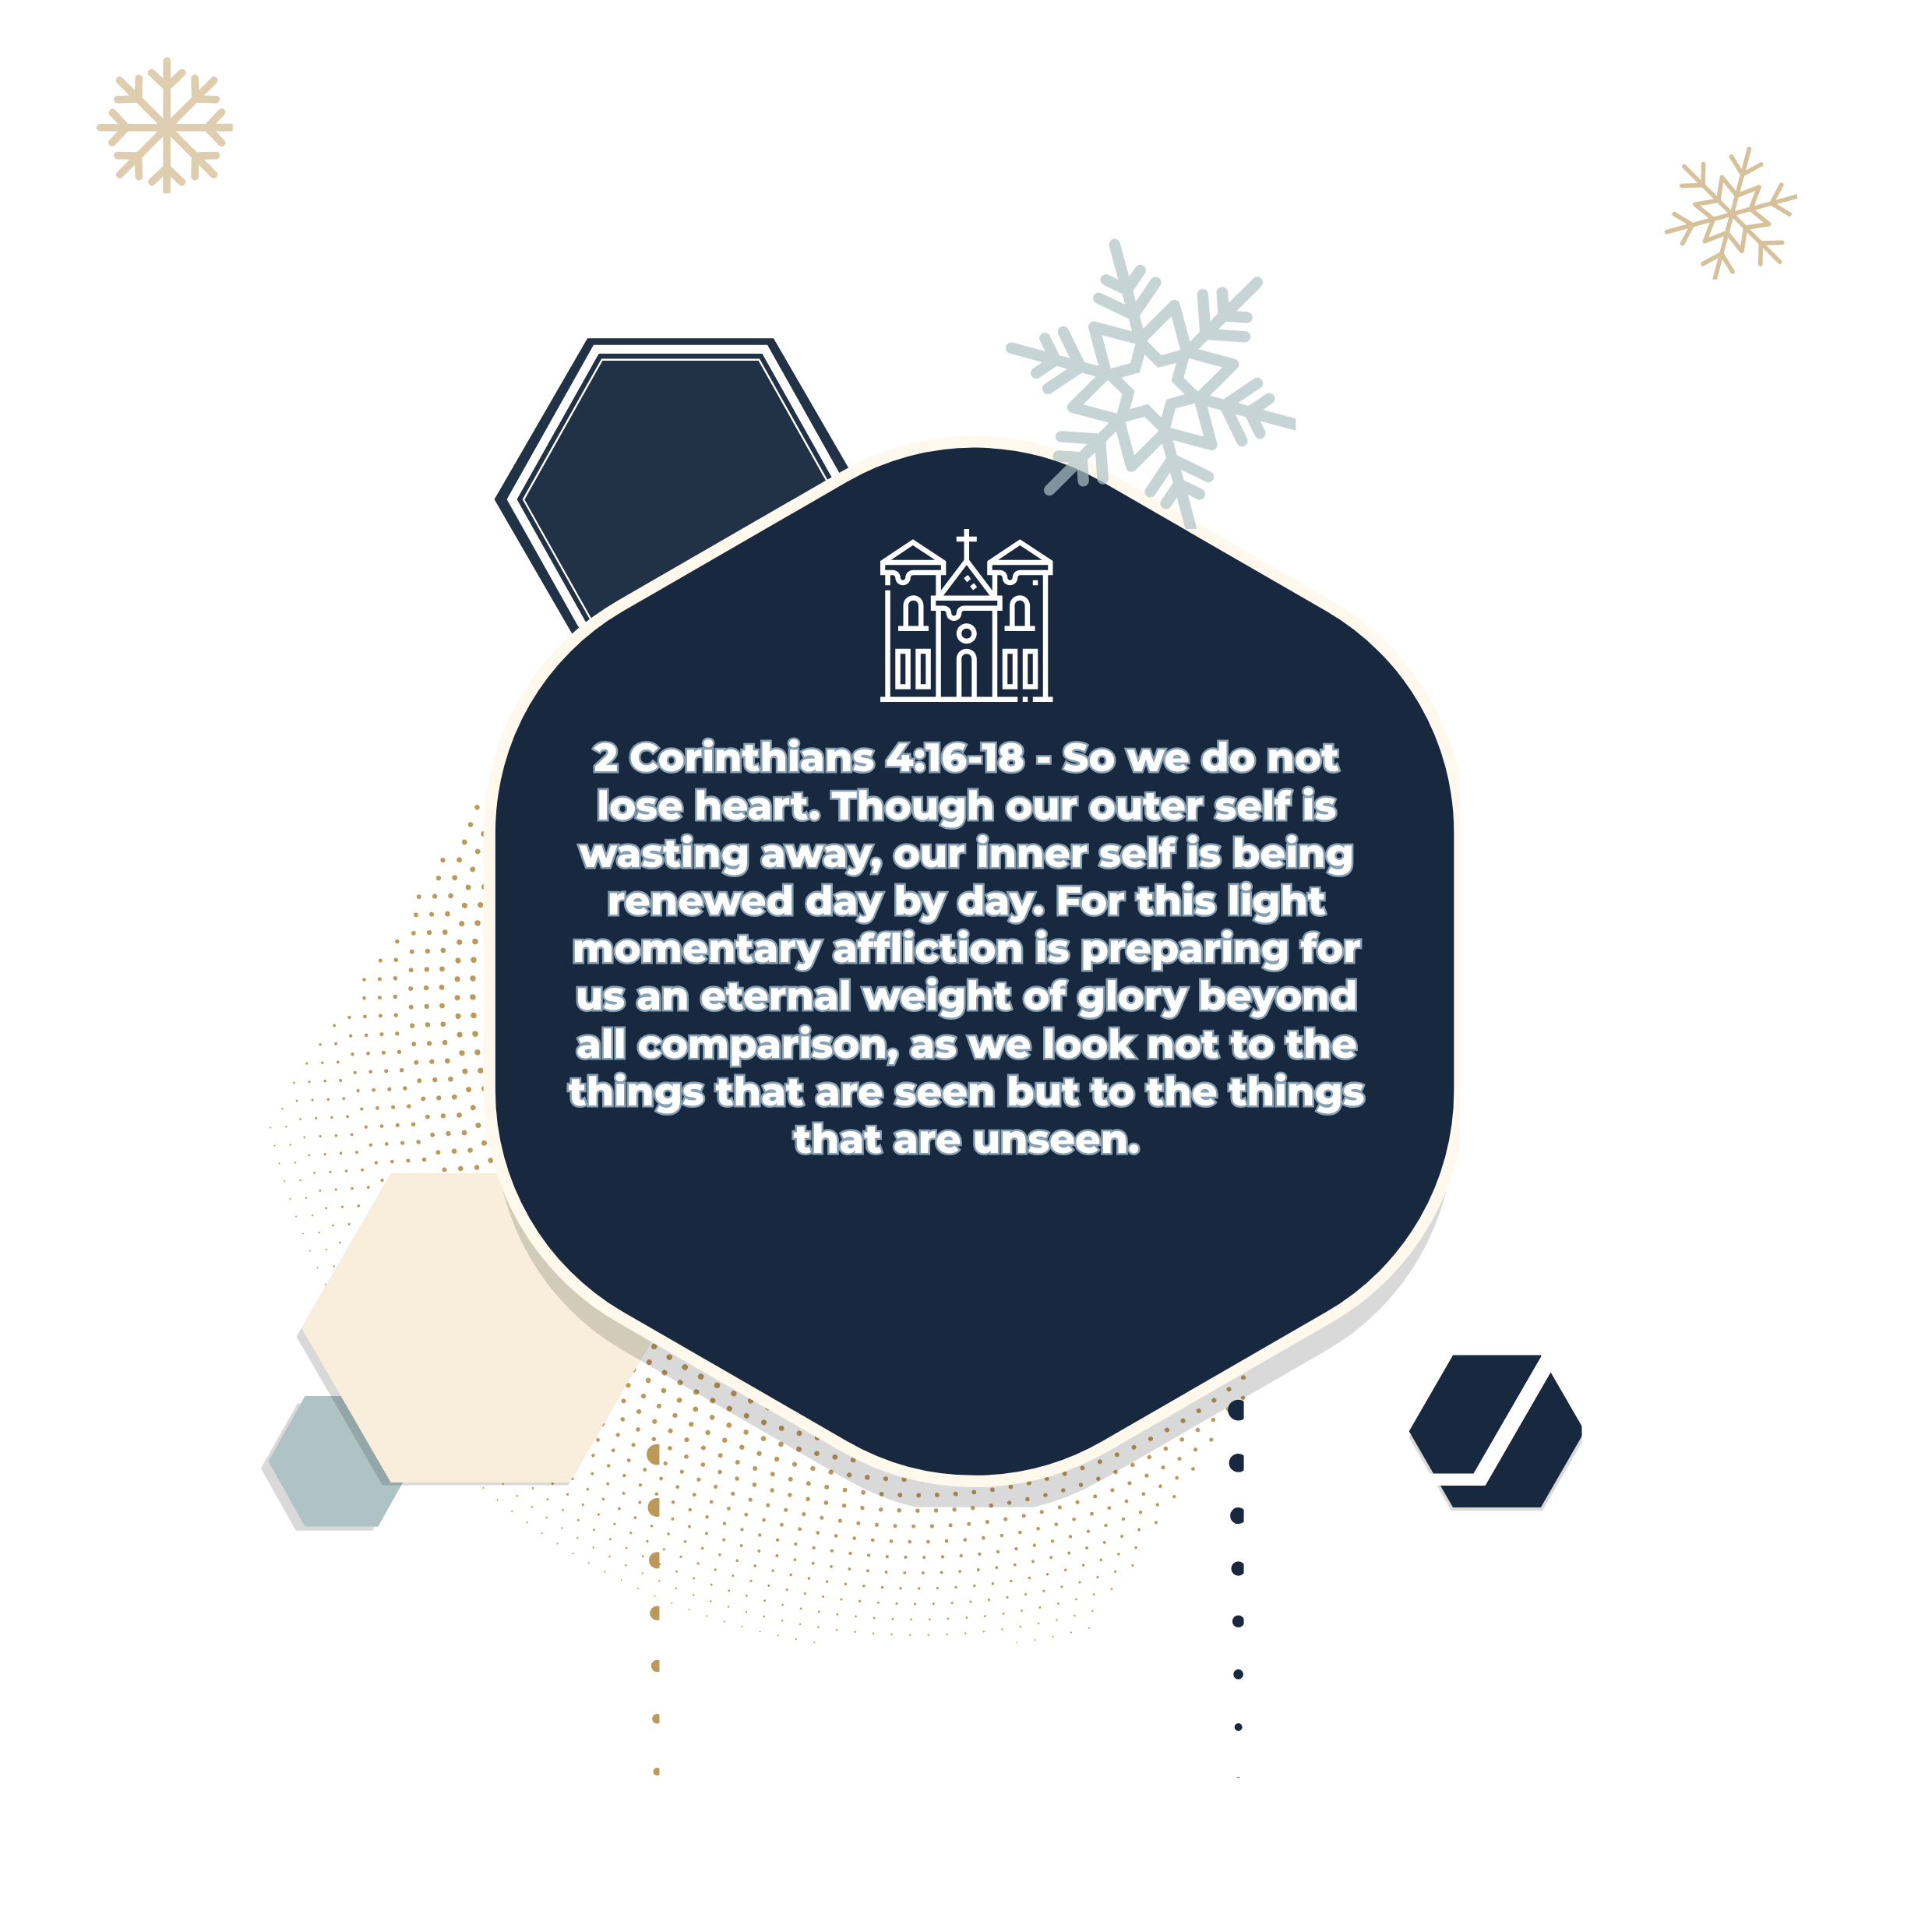 2 Corinthians 4:16-18 - So we do not
lose heart. Though our outer self is
wasting away, our inner self is being
renewed day by day. For this light
momentary affliction is preparing for
us an eternal weight of glory beyond
all comparison, as we look not to the
things that are seen but to the things
that are unseen.